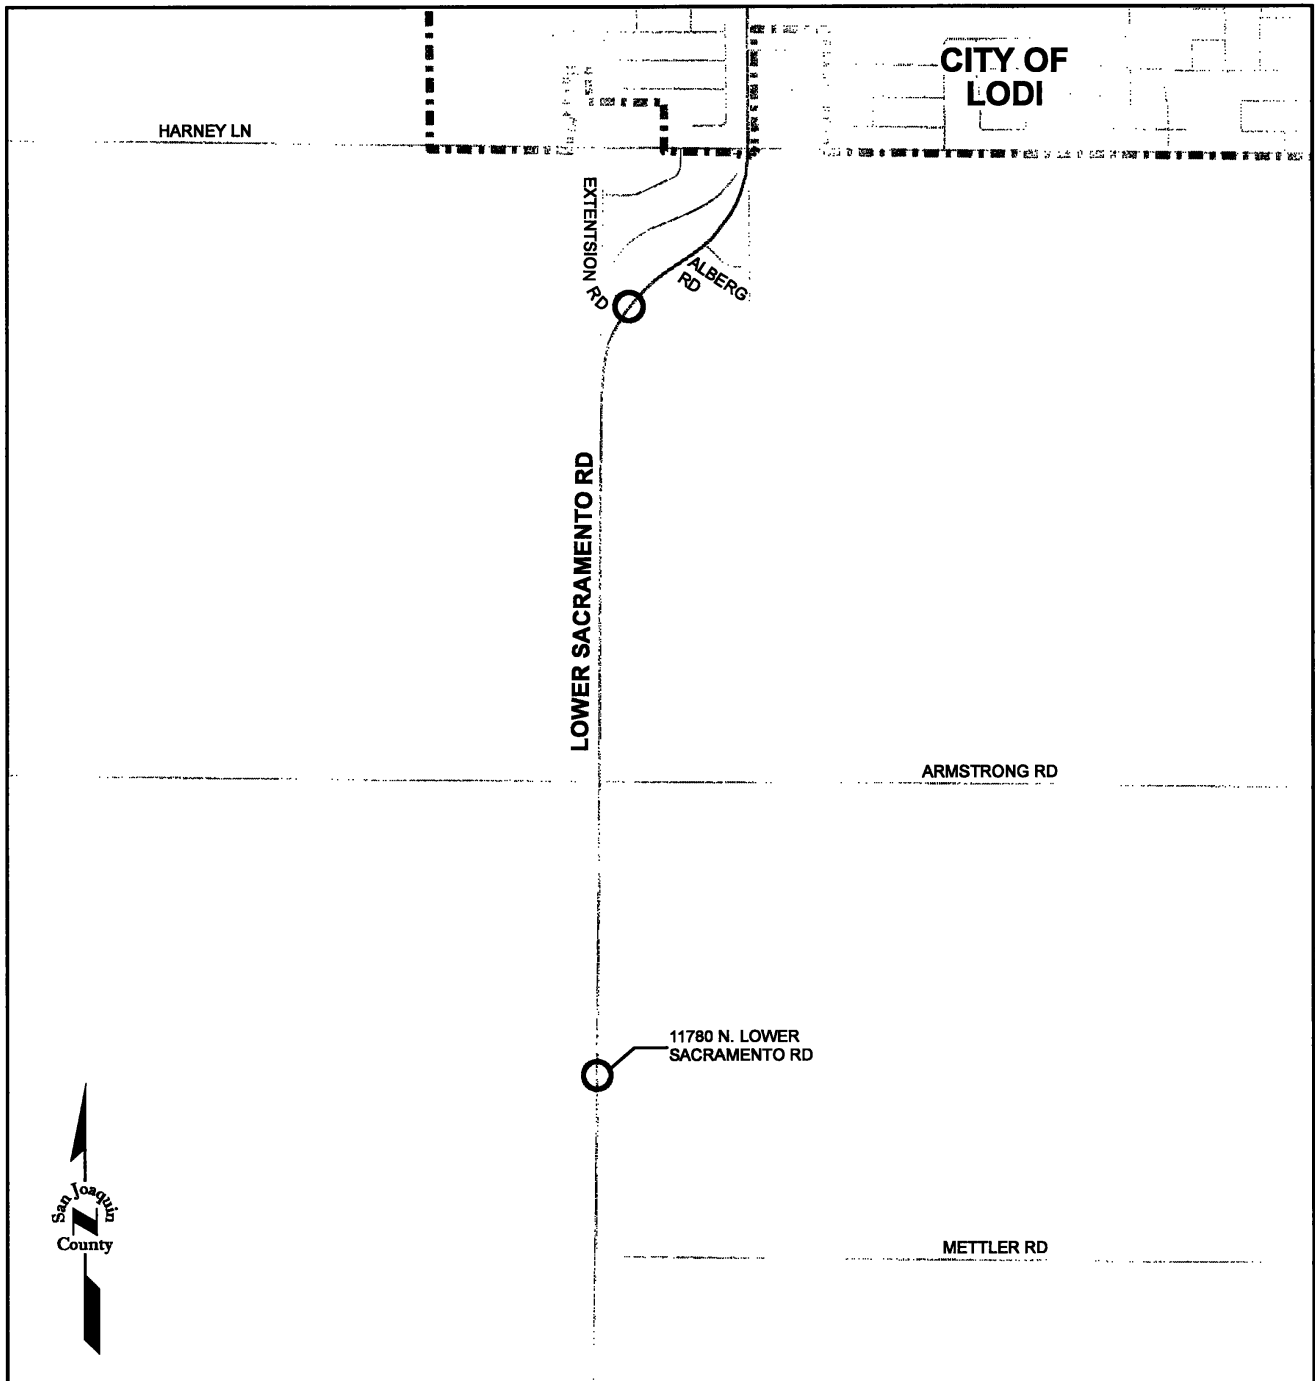 CITY OF
LODI
HARNEY LN
EXTENTSION RD
ALBERG
RD
LOWER SACRAMENTO RD
ARMSTRONG RD
11780 N. LOWER
SACRAMENTO RD
San Joaquin
N
County
METTLER RD